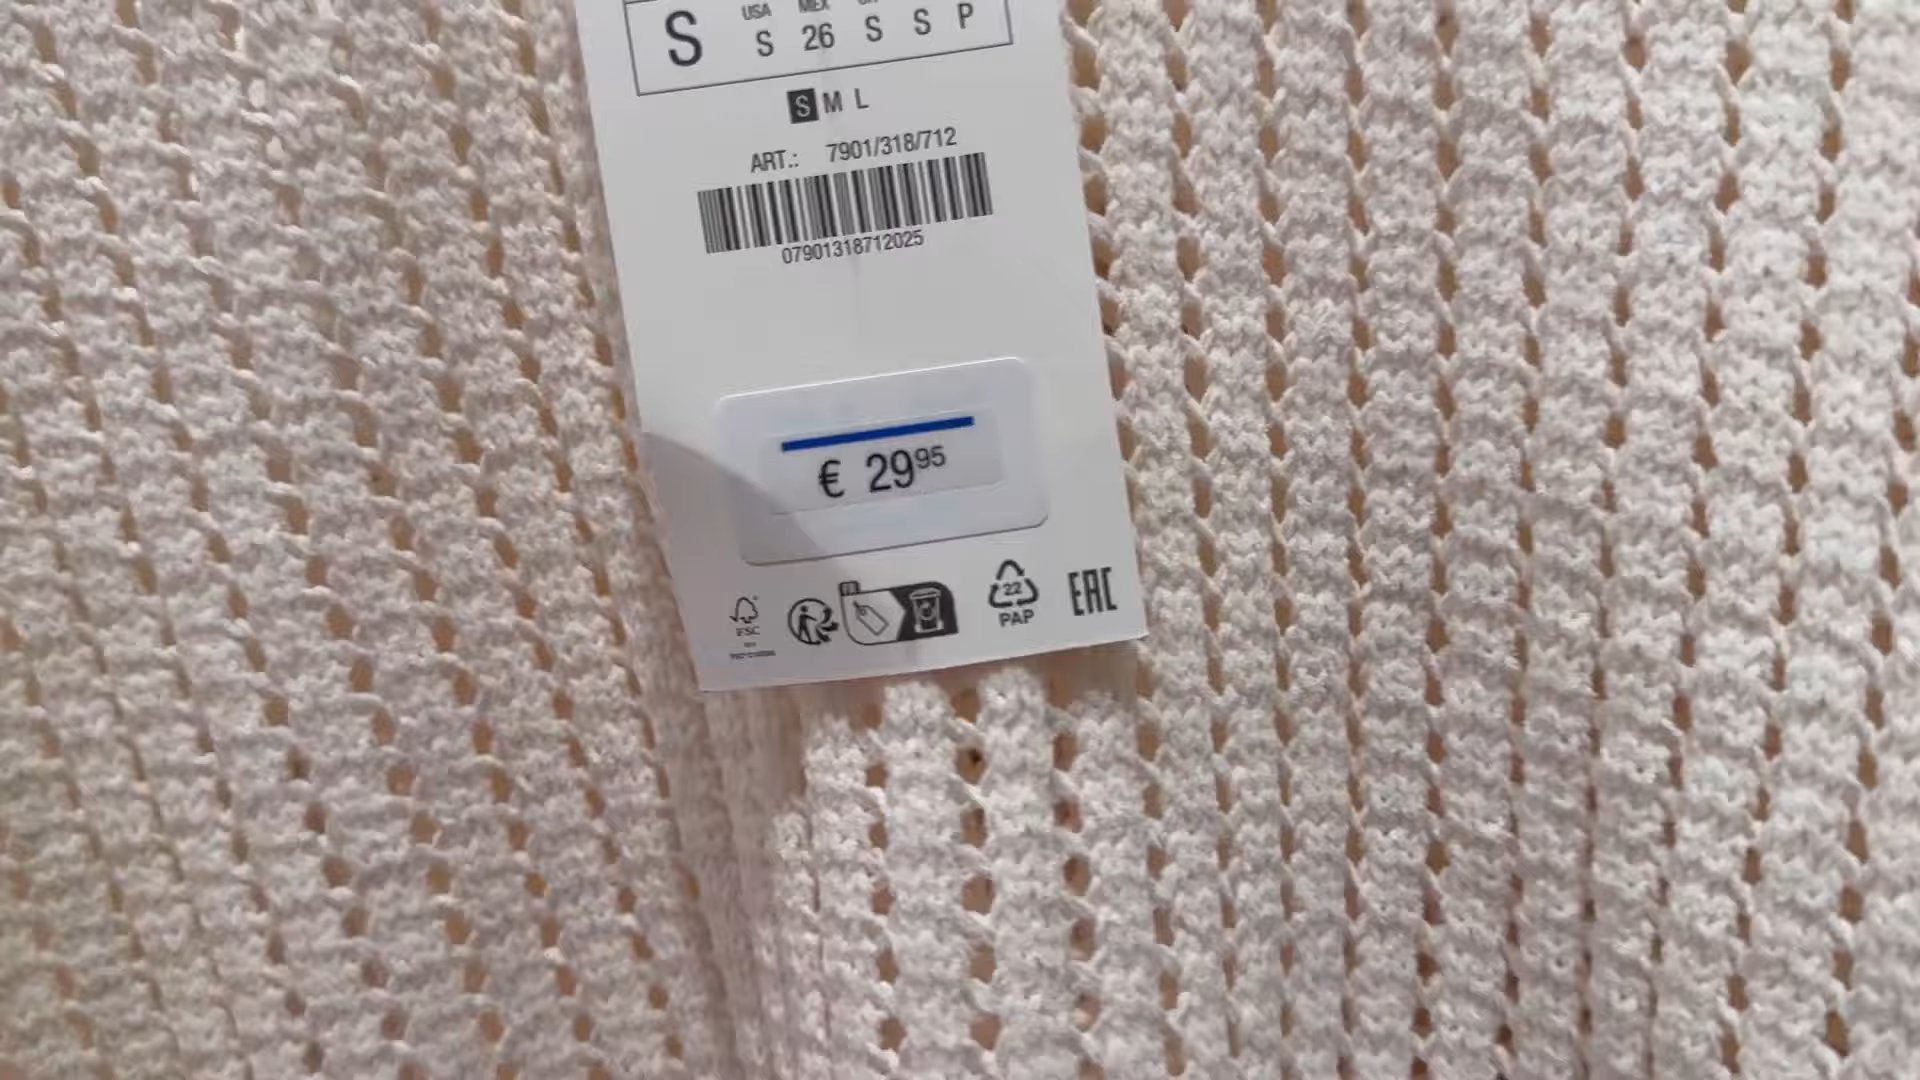 USA MEX
S S 26 S S P
S M L
ART.: 7901/318/712
07901318712025
€ 29⁹⁵
FSC
22
PAP
EAC